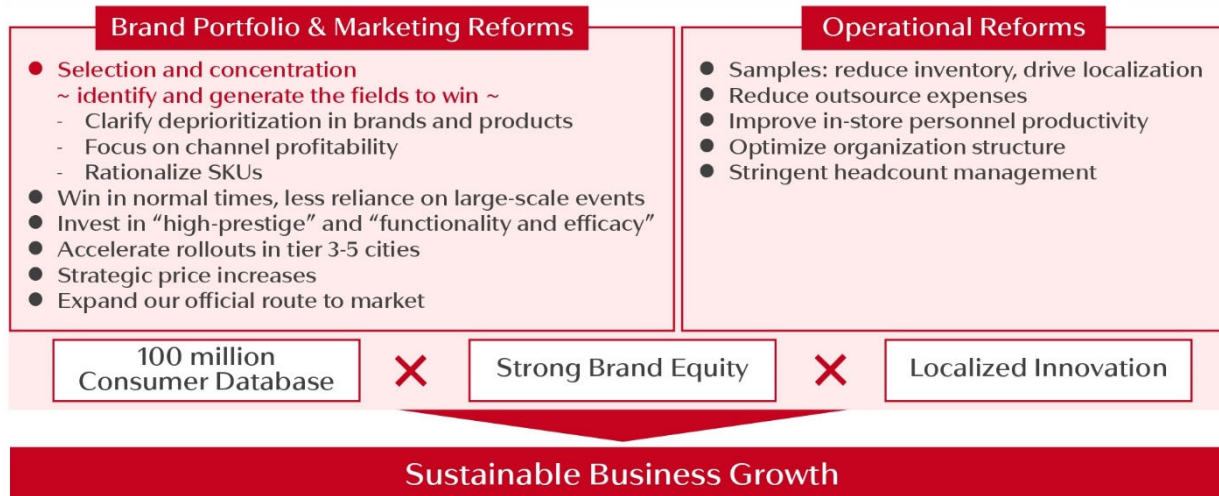 Brand Portfolio & Marketing Reforms
● Selection and concentration
~ identify and generate the fields to win ~
- Clarify deprioritization in brands and products
- Focus on channel profitability
- Rationalize SKUs
● Win in normal times, less reliance on large-scale events
● Invest in “high-prestige” and “functionality and efficacy”
● Accelerate rollouts in tier 3-5 cities
● Strategic price increases
● Expand our official route to market
Operational Reforms
● Samples: reduce inventory, drive localization
● Reduce outsource expenses
● Improve in-store personnel productivity
● Optimize organization structure
● Stringent headcount management
100 million
Consumer Database
×
Strong Brand Equity
×
Localized Innovation
Sustainable Business Growth